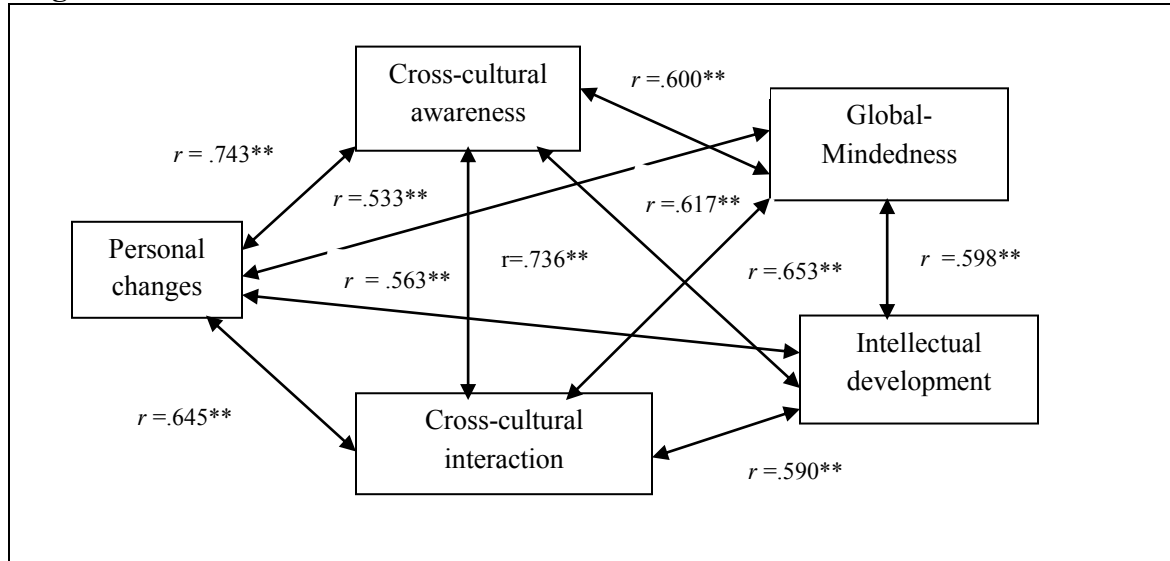 Cross-cultural
awareness
r =.600**
Global-
Mindedness
r = .743**
r =.533**
r =.617**
Personal
changes
r = .563**
r=.736**
r =.653**
r =.598**
Intellectual
development
r =.645**
Cross-cultural
interaction
r =.590**